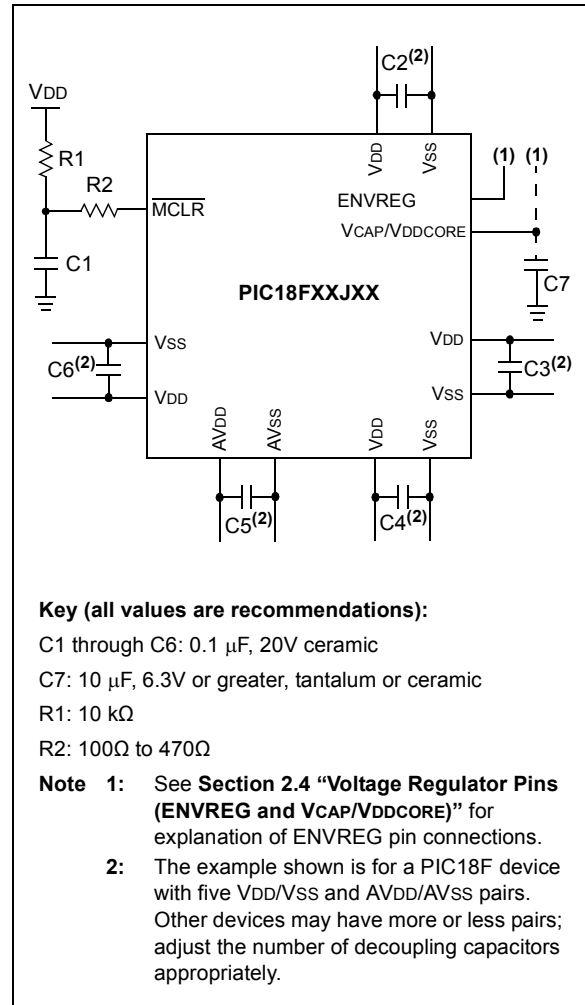 C2(2)
VDD
R1
R2
MCLR
C1
VDD
VSS
(1) (1)
ENVREG
VCAP/VDDCORE
C7
PIC18FXXJXX
VSS
C6(2)
VDD
VDD
C3(2)
VSS
AVDD
AVSS
VDD
VSS
C5(2)
C4(2)
Key (all values are recommendations):
C1 through C6: 0.1 μF, 20V ceramic
C7: 10 μF, 6.3V or greater, tantalum or ceramic
R1: 10 kΩ
R2: 100Ω to 470Ω
Note 1: See Section 2.4 “Voltage Regulator Pins
(ENVREG and VCAP/VDDCORE)” for
explanation of ENVREG pin connections.
2: The example shown is for a PIC18F device
with five VDD/VSS and AVDD/AVSS pairs.
Other devices may have more or less pairs;
adjust the number of decoupling capacitors
appropriately.